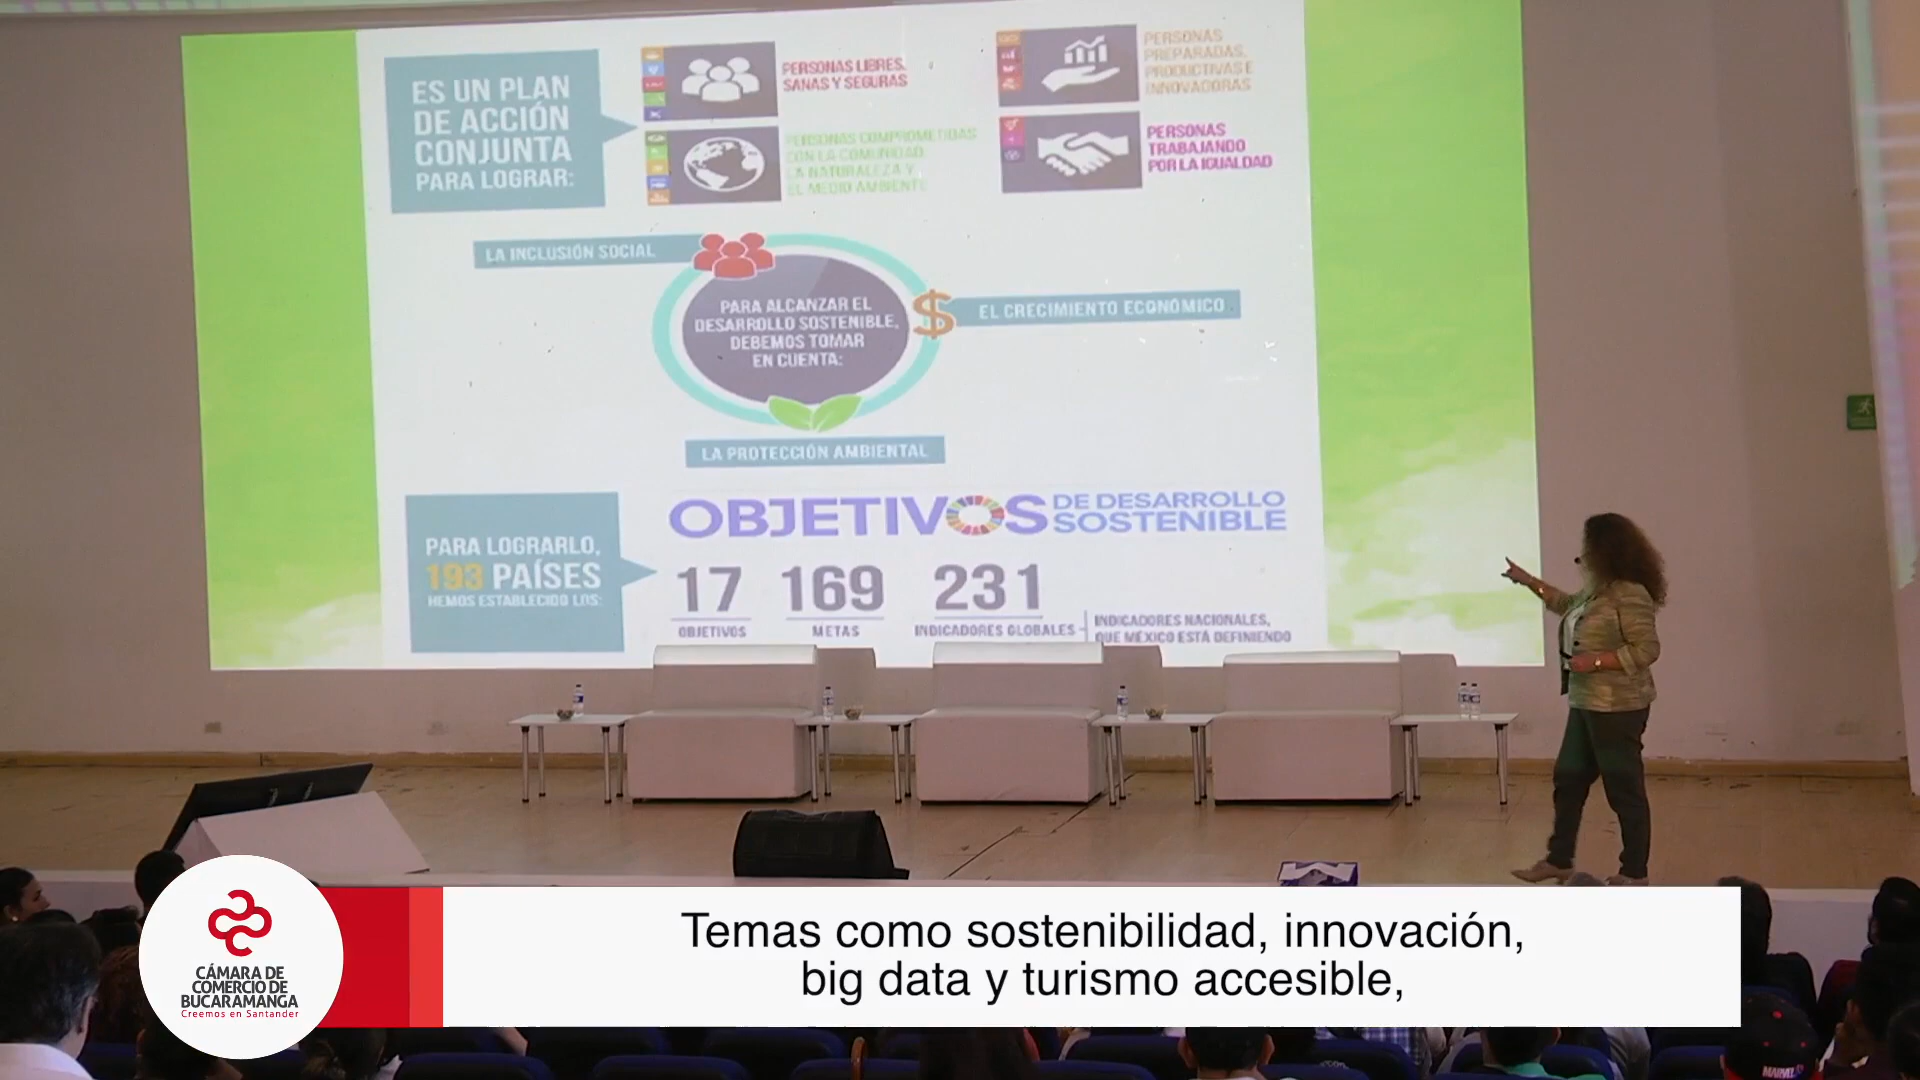 ES UN PLAN
DE ACCIÓN
CONJUNTA
PARA LOGRAR:
PERSONAS LIBRES,
SANAS Y SEGURAS
PERSONAS COMPROMETIDAS
CON LA COMUNIDAD,
LA NATURALEZA Y
EL MEDIO AMBIENTE
PERSONAS
PREPARADAS,
PRODUCTIVAS E
INNOVADORAS
PERSONAS
TRABAJANDO
POR LA IGUALDAD
LA INCLUSIÓN SOCIAL
PARA ALCANZAR EL
DESARROLLO SOSTENIBLE,
DEBEMOS TOMAR
EN CUENTA:
$
EL CRECIMIENTO ECONÓMICO
LA PROTECCIÓN AMBIENTAL
PARA LOGRARLO,
193 PAÍSES
HEMOS ESTABLECIDO LOS:
OBJETIVOS DE DESARROLLO
SOSTENIBLE
17
OBJETIVOS
169
METAS
231
INDICADORES GLOBALES
INDICADORES NACIONALES,
QUE MÉXICO ESTÁ DEFINIENDO
CÁMARA DE
COMERCIO DE
BUCARAMANGA
Creemos en Santander
Temas como sostenibilidad, innovación,
big data y turismo accesible,
MARVEL